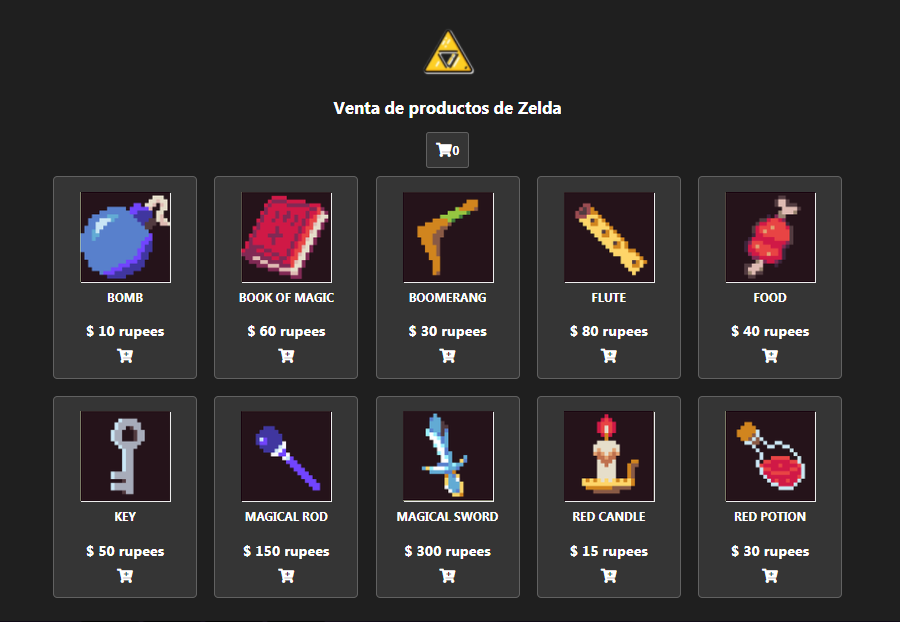 Venta de productos de Zelda
0
BOMB
$ 10 rupees
BOOK OF MAGIC
$ 60 rupees
BOOMERANG
$ 30 rupees
FLUTE
$ 80 rupees
FOOD
$ 40 rupees
KEY
$ 50 rupees
MAGICAL ROD
$ 150 rupees
MAGICAL SWORD
$ 300 rupees
RED CANDLE
$ 15 rupees
RED POTION
$ 30 rupees